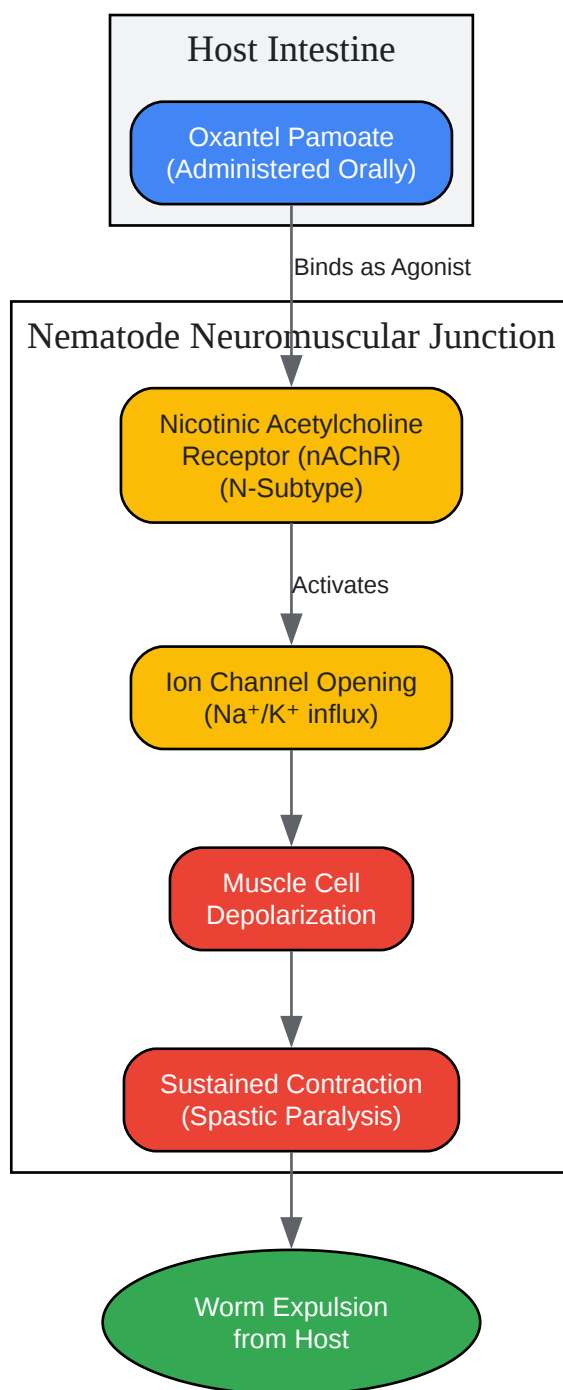 Host Intestine
Oxantel Pamoate
(Administered Orally)
Binds as Agonist
Nematode Neuromuscular Junction
Nicotinic Acetylcholine
Receptor (nAChR)
(N-Subtype)
Activates
Ion Channel Opening
(Na⁺/K⁺ influx)
Muscle Cell
Depolarization
Sustained Contraction
(Spastic Paralysis)
Worm Expulsion
from Host